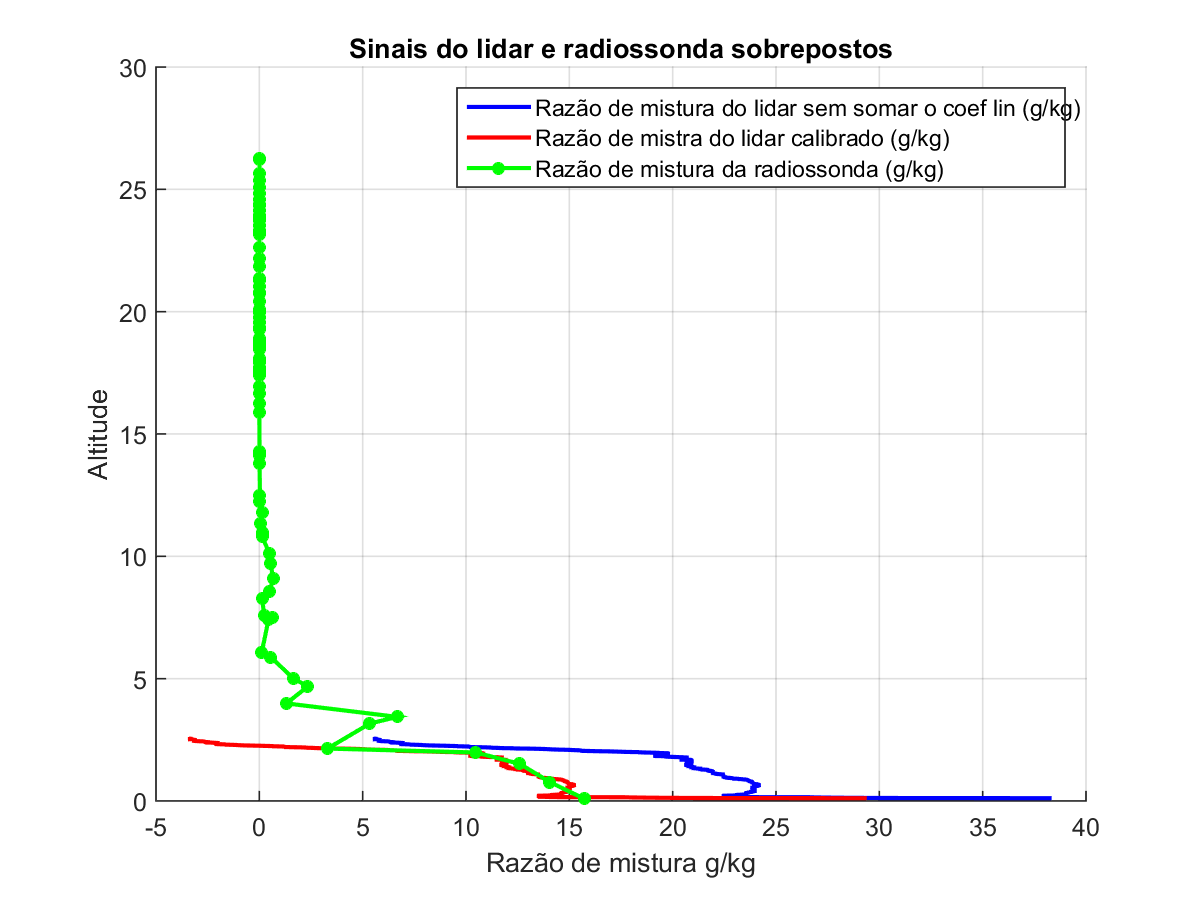 Sinais do lidar e radiossonda sobrepostos
30
Razão de mistura do lidar sem somar o coef lin (g/kg)
Razão de mistra do lidar calibrado (g/kg)
Razão de mistura da radiossonda (g/kg)
25
20
15
10
5
0
Altitude
-5 0 5 10 15 20 25 30 35 40
Razão de mistura g/kg